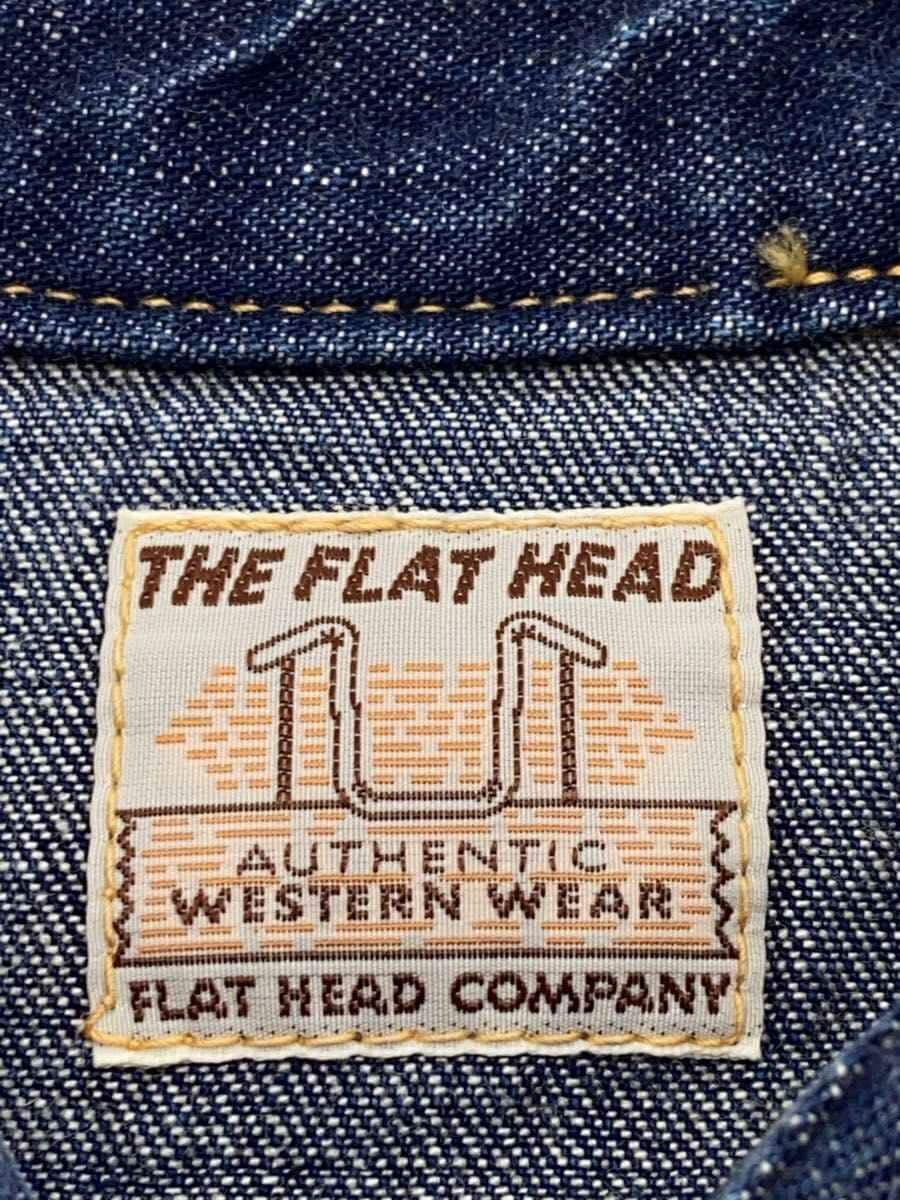 THE FLAT HEAD
AUTHENTIC
WESTERN WEAR
FLAT HEAD COMPANY